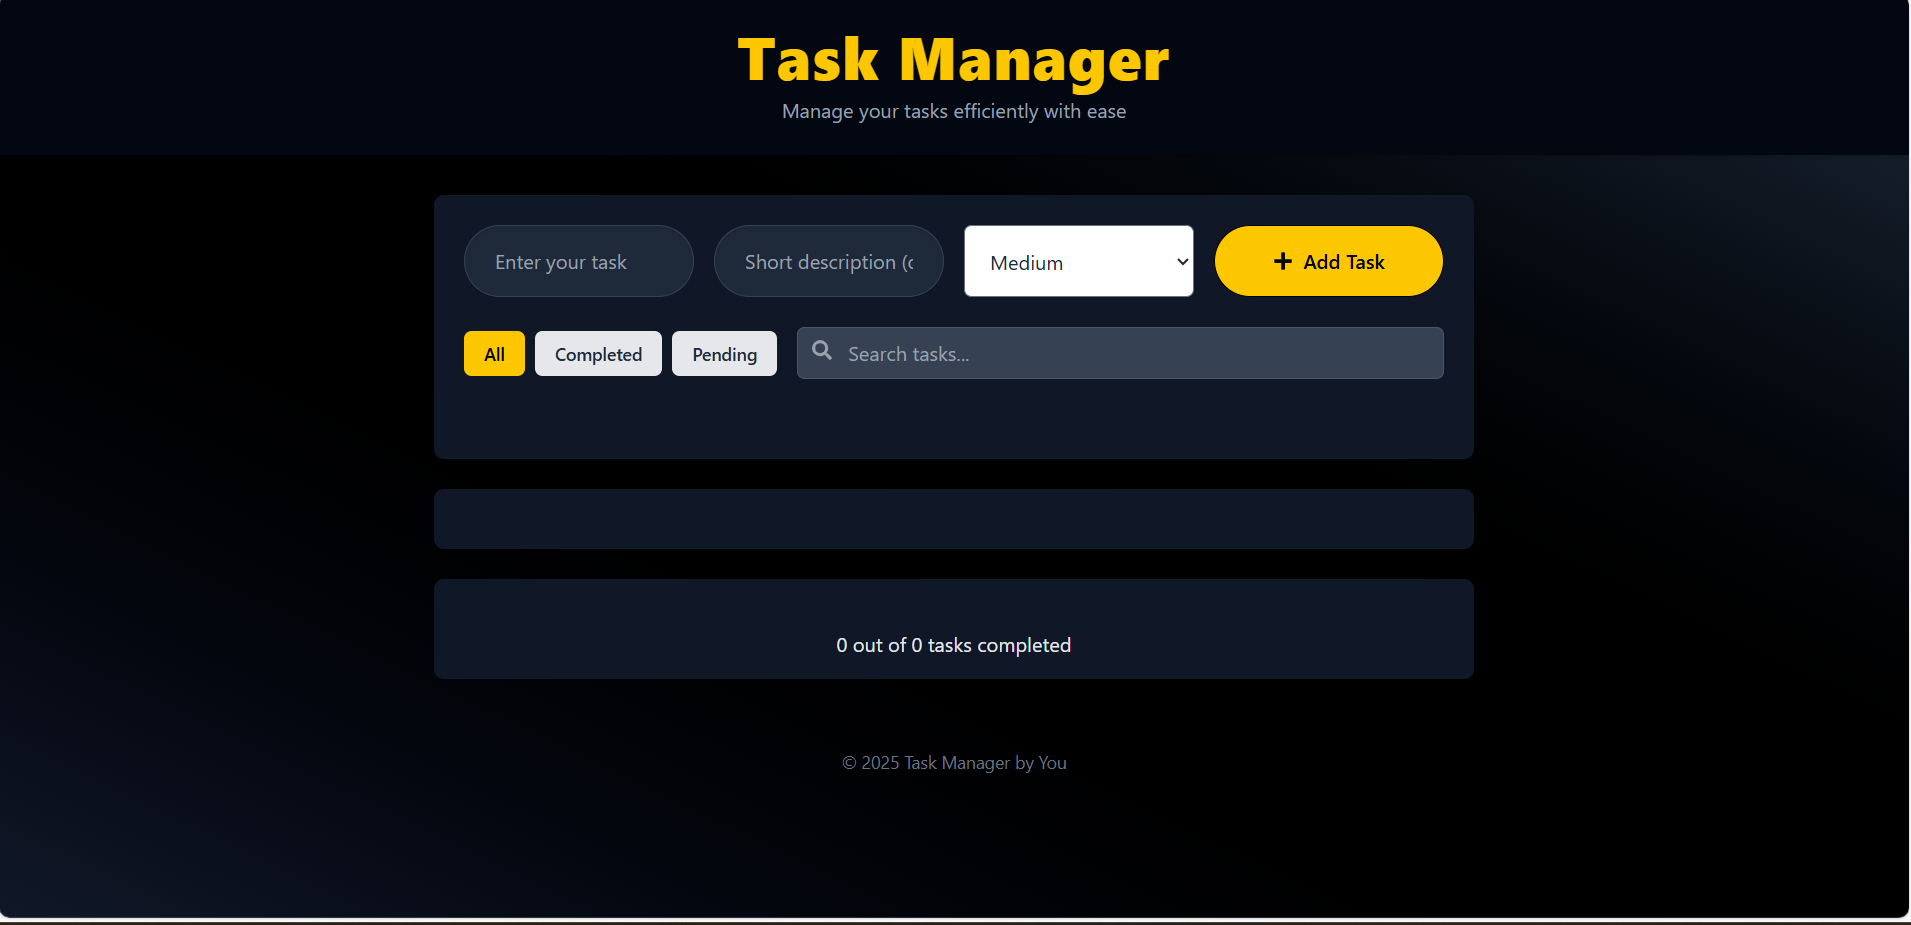 Task Manager
Manage your tasks efficiently with ease
Enter your task
Short description (c
Medium
Add Task
All
Completed
Pending
Search tasks...
0 out of 0 tasks completed
© 2025 Task Manager by You